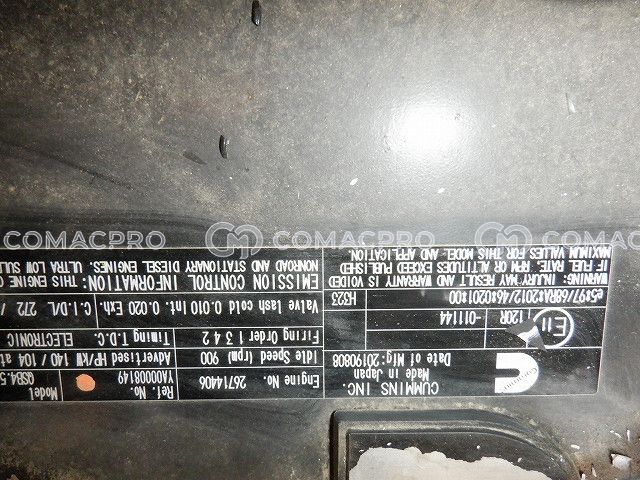 COMACPRO COMACPRO COMACPRO
CUMMINS INC.
Made in Japan
Date of Mfg:20190808
E11 120R
-011144
e5*97/68RA*2012/46*0201*00
H323
WARNING:
INJURY MAY RESULT AND WARRANTY IS VOIDED
IF FUEL RATE, RPM OR ALTITUDES EXCEED PUBLISHED
MAXIMUM VALUES FOR THIS MODEL AND APPLICATION.
Engine No. 26714406
Idle Speed rpm 900
Firing Order 1 3 4 2
Valve lash cold 0.010 Int. 0.020 Exh.
EMISSION CONTROL INFORMATION: THIS ENGINE C
NONROAD AND STATIONARY DIESEL ENGINES. ULTRA LOW SUL
Ref. No. YA00008149
Model QSB4.5
Advertised HP/KW 140 / 104 at
Timing T.D.C. ELECTRONIC
C.I.D/L 272 /